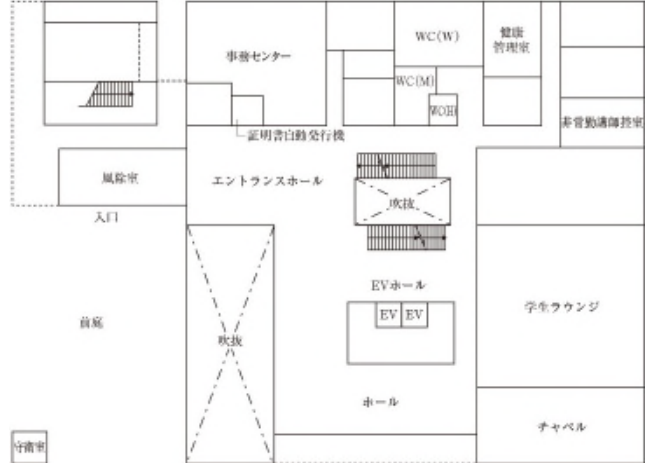 事務センター
WC(W)
健康
管理室
WC(M)
WC(H)
非常勤講師控室
証明書自動発行機
風除室
エントランスホール
吹抜
入口
EVホール
EV EV
学生ラウンジ
前庭
吹抜
ホール
チャペル
守衛室